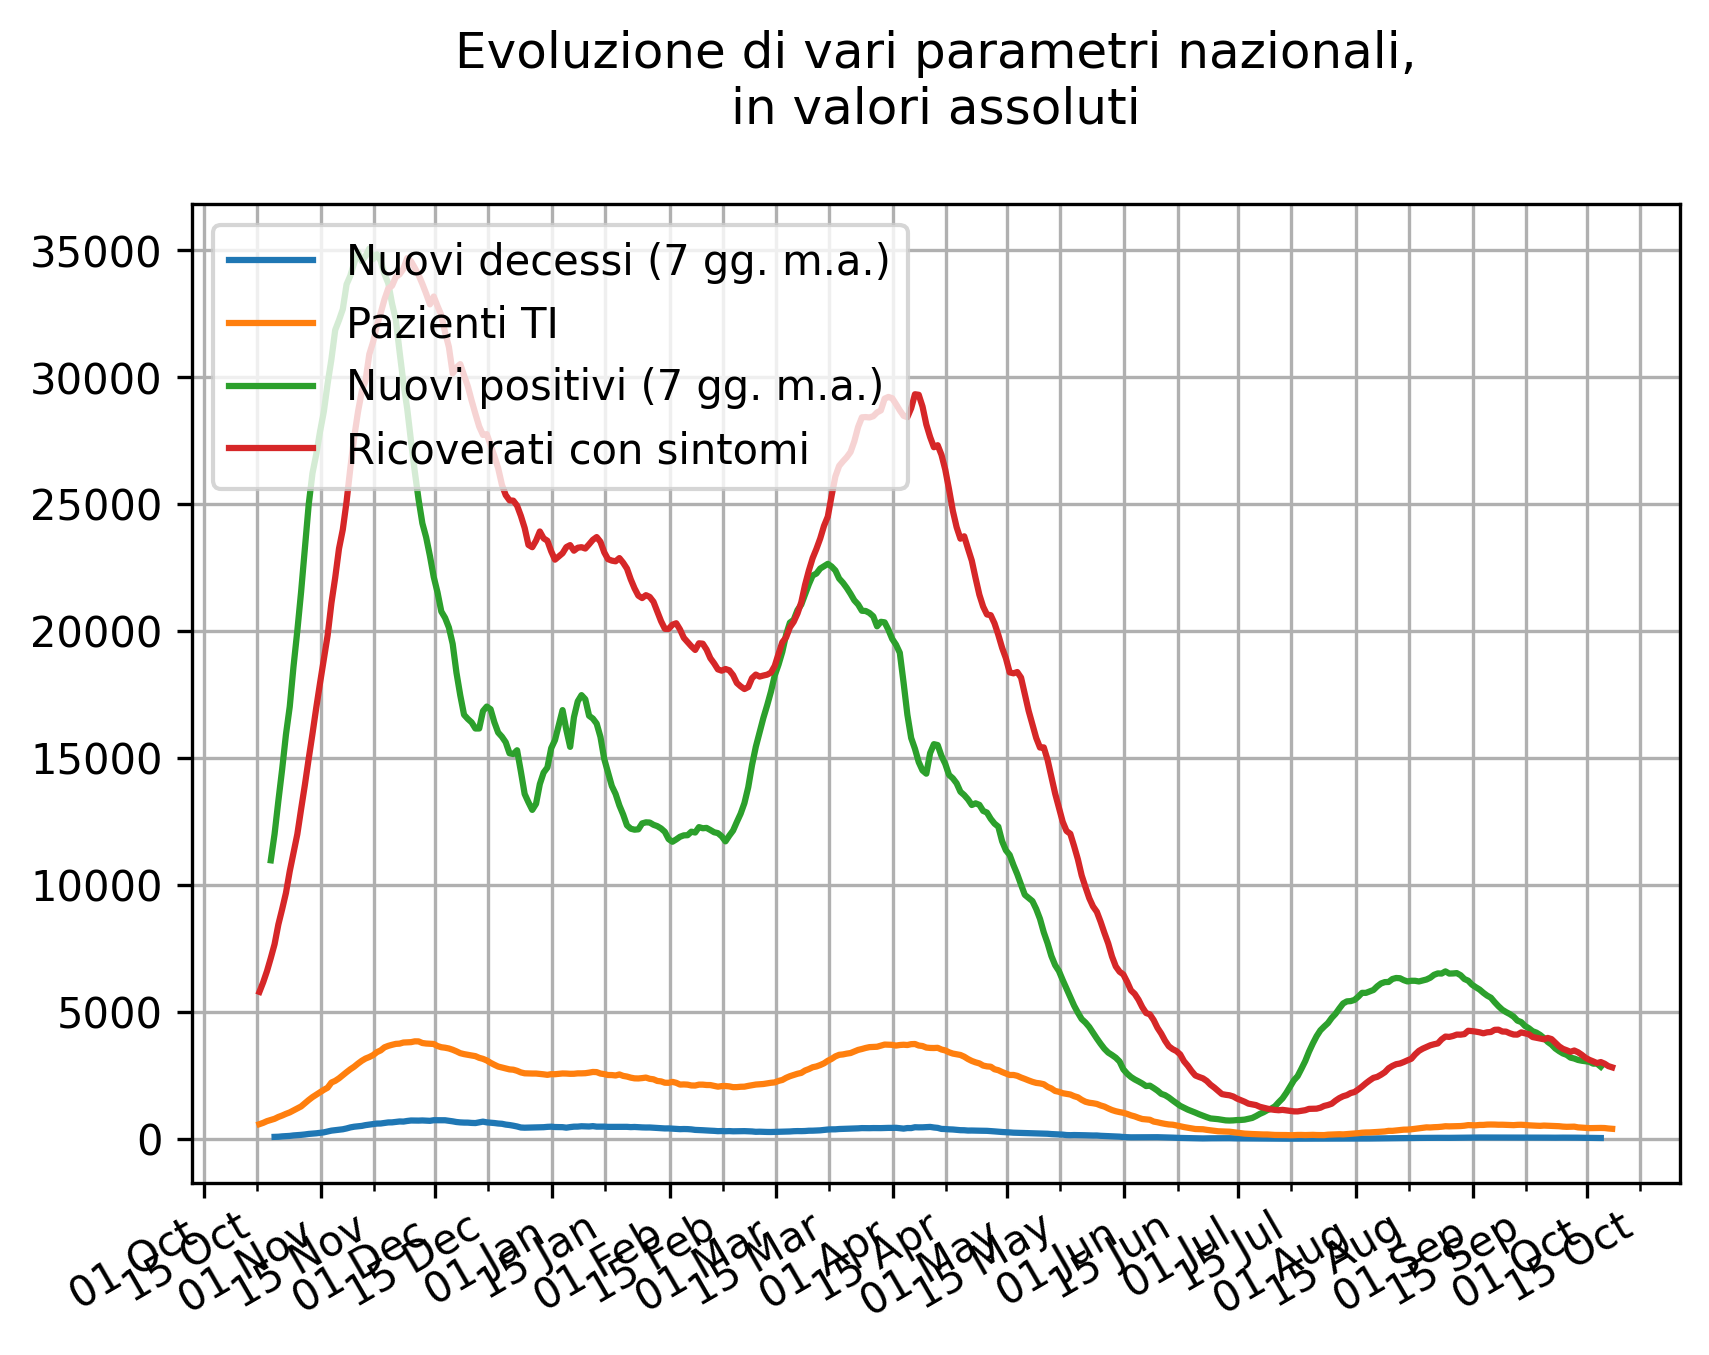 Evoluzione di vari parametri nazionali,
in valori assoluti
35000
30000
25000
20000
15000
10000
5000
0
Nuovi decessi (7 gg. m.a.)
Pazienti TI
Nuovi positivi (7 gg. m.a.)
Ricoverati con sintomi
01 Oct
15 Oct
01 Nov
15 Nov
01 Dec
15 Dec
01 Jan
15 Jan
01 Feb
15 Feb
01 Mar
15 Mar
01 Apr
15 Apr
01 May
15 May
01 Jun
15 Jun
01 Jul
15 Jul
01 Aug
15 Aug
01 Sep
15 Sep
01 Oct
15 Oct